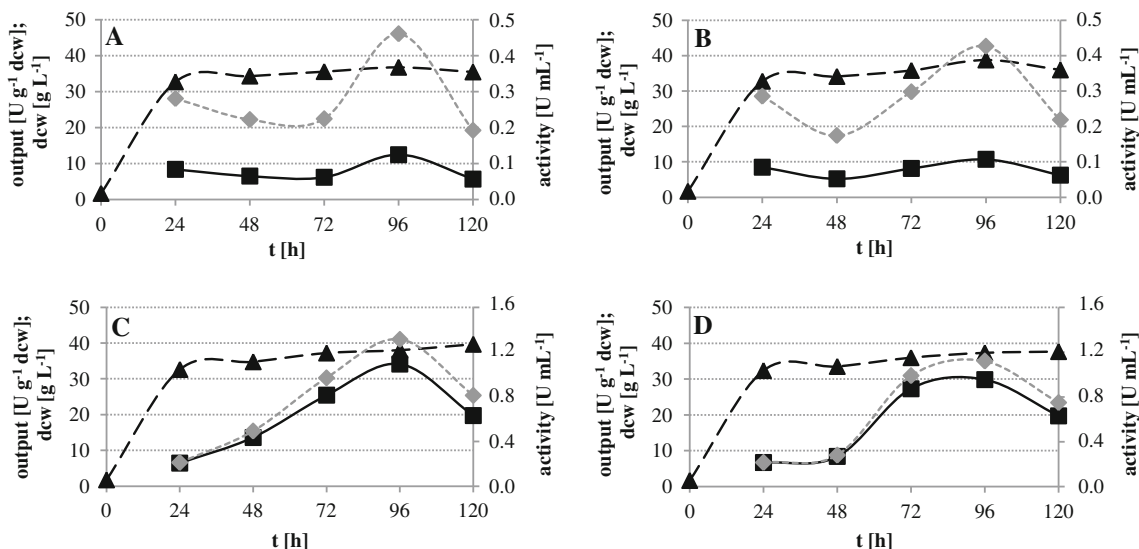 A
output [U g⁻¹ dcw];
dcw [g L⁻¹]
50
40
30
20
10
0
0.5
0.4
0.3
0.2
0.1
0.0
activity [U mL⁻¹]
0 24 48 72 96 120
t [h]
B
output [U g⁻¹ dcw];
dcw [g L⁻¹]
50
40
30
20
10
0
0.5
0.4
0.3
0.2
0.1
0.0
activity [U mL⁻¹]
0 24 48 72 96 120
t [h]
C
output [U g⁻¹ dcw];
dcw [g L⁻¹]
50
40
30
20
10
0
1.6
1.2
0.8
0.4
0.0
activity [U mL⁻¹]
0 24 48 72 96 120
t [h]
D
output [U g⁻¹ dcw];
dcw [g L⁻¹]
50
40
30
20
10
0
1.6
1.2
0.8
0.4
0.0
activity [U mL⁻¹]
0 24 48 72 96 120
t [h]